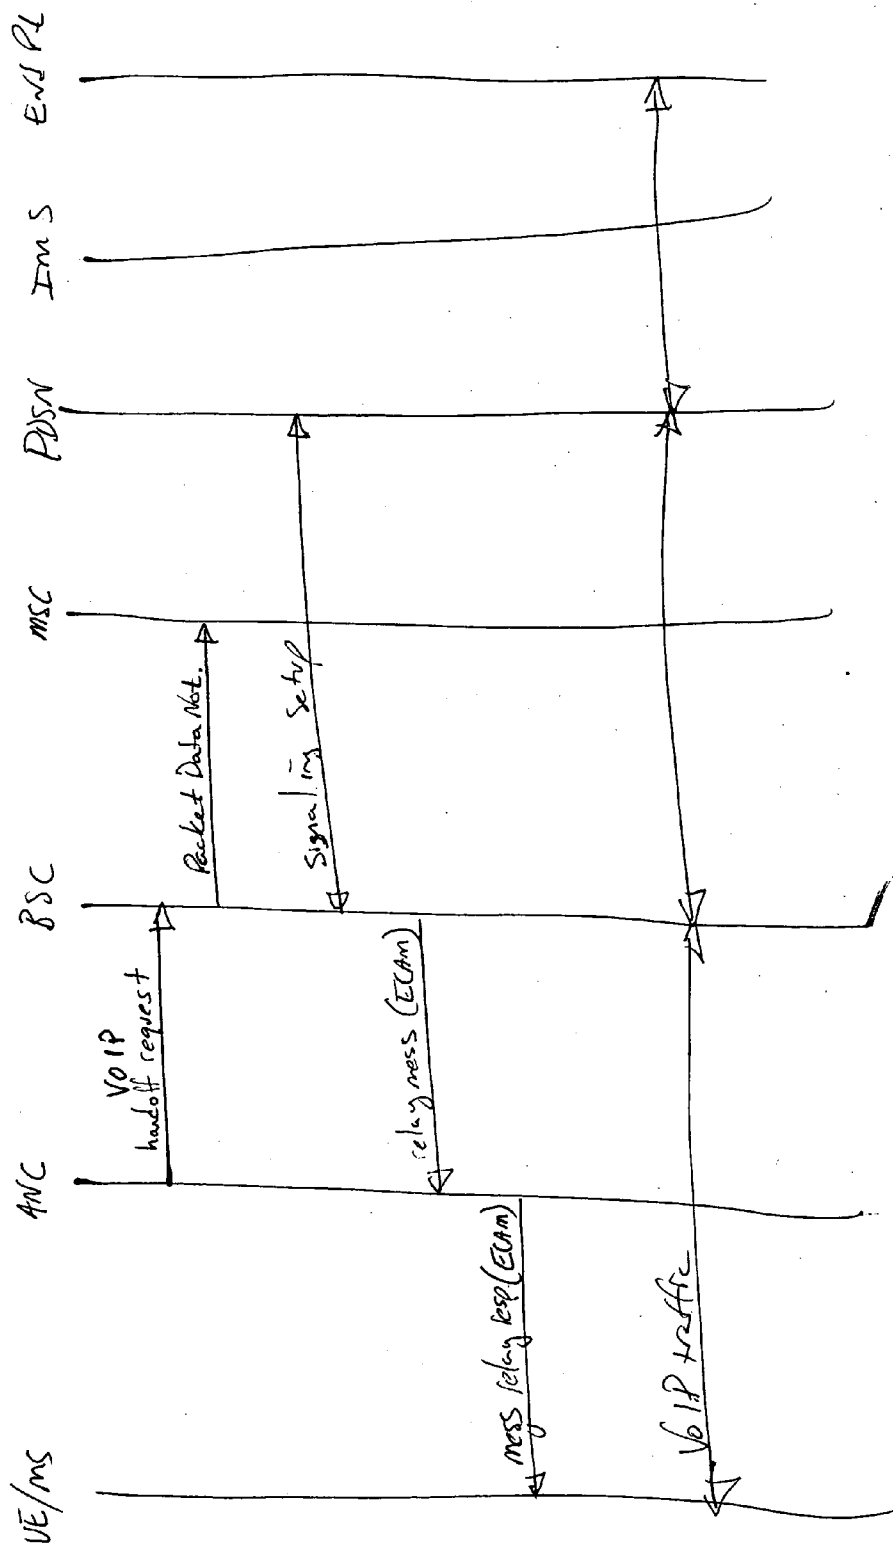 UE/MS
ANC
BSC
MSC
PDSN
IMS
End Pt
VOIP
handoff request
Packet Data Not.
Signaling Setup
relay mess (ECAM)
mess relay resp (ECAM)
VoIP traffic